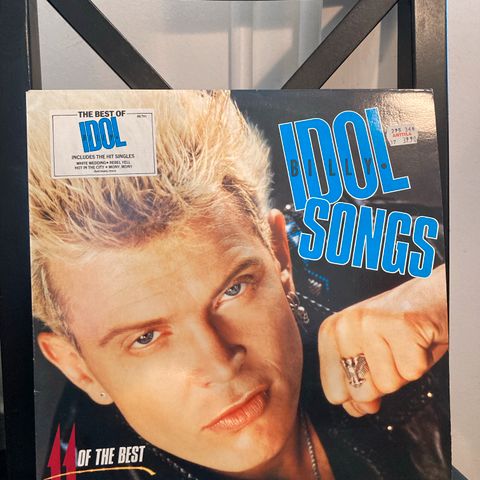 THE BEST OF
IDOL
INCLUDES THE HIT SINGLES
WHITE WEDDING • REBEL YELL
HOT IN THE CITY • MONY, MONY
BILLY
IDOL
SONGS
ANTTILA
11 OF THE BEST